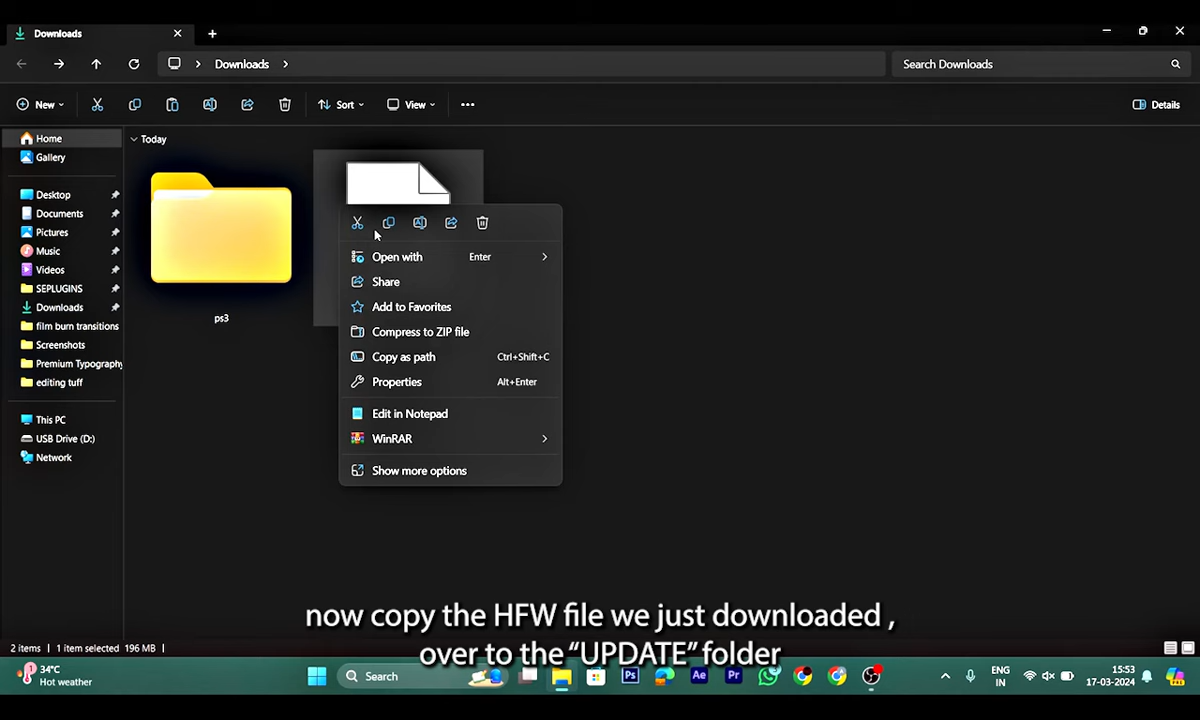 Downloads
Downloads
Search Downloads
New
Sort
View
Details
Home
Gallery
Desktop
Documents
Pictures
Music
Videos
SEPLUGINS
Downloads
film burn transitions
Screenshots
Premium Typography
editing tuff
This PC
USB Drive (D:)
Network
Today
ps3
Open with Enter
Share
Add to Favorites
Compress to ZIP file
Copy as path Ctrl+Shift+C
Properties Alt+Enter
Edit in Notepad
WinRAR
Show more options
now copy the HFW file we just downloaded ,
over to the “UPDATE” folder
2 items 1 item selected 196 MB
1
34°C
Hot weather
Search
Ps
Ae
Pr
ENG
IN
15:53
17-03-2024